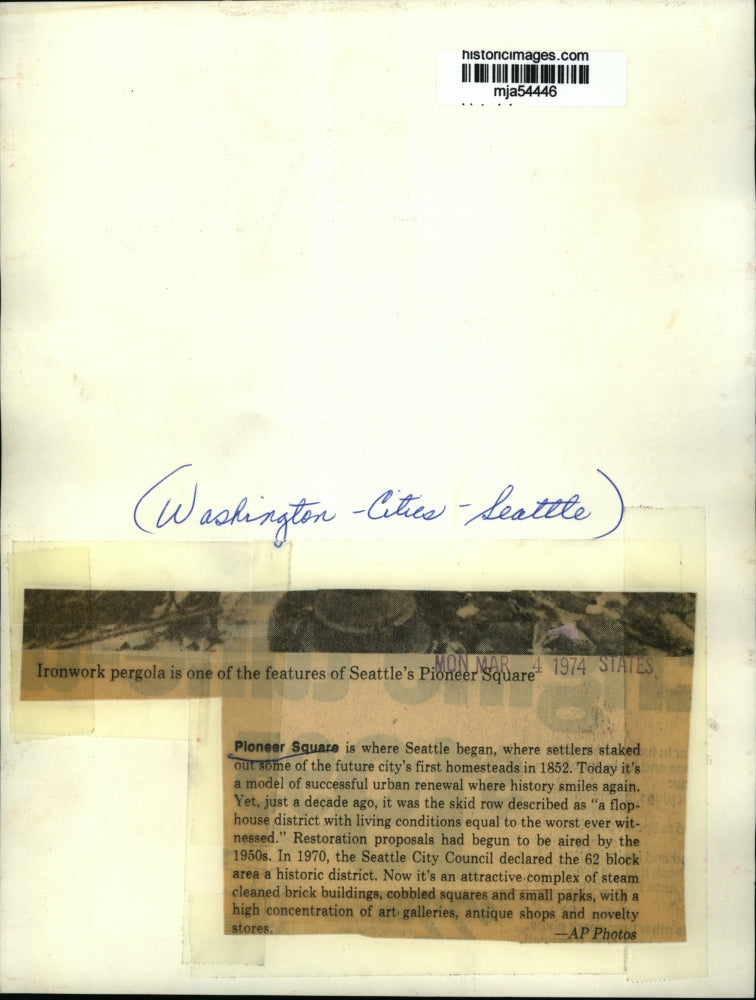 historicimages.com
mja54446
(Washington - Cities - Seattle)
Ironwork pergola is one of the features of Seattle's Pioneer Square
MON MAR 4 1974 STATES
Pioneer Square is where Seattle began, where settlers staked
out some of the future city's first homesteads in 1852. Today it's
a model of successful urban renewal where history smiles again.
Yet, just a decade ago, it was the skid row described as "a flop-
house district with living conditions equal to the worst ever wit-
nessed." Restoration proposals had begun to be aired by the
1950s. In 1970, the Seattle City Council declared the 62 block
area a historic district. Now it's an attractive complex of steam
cleaned brick buildings, cobbled squares and small parks, with a
high concentration of art galleries, antique shops and novelty
stores.
—AP Photos